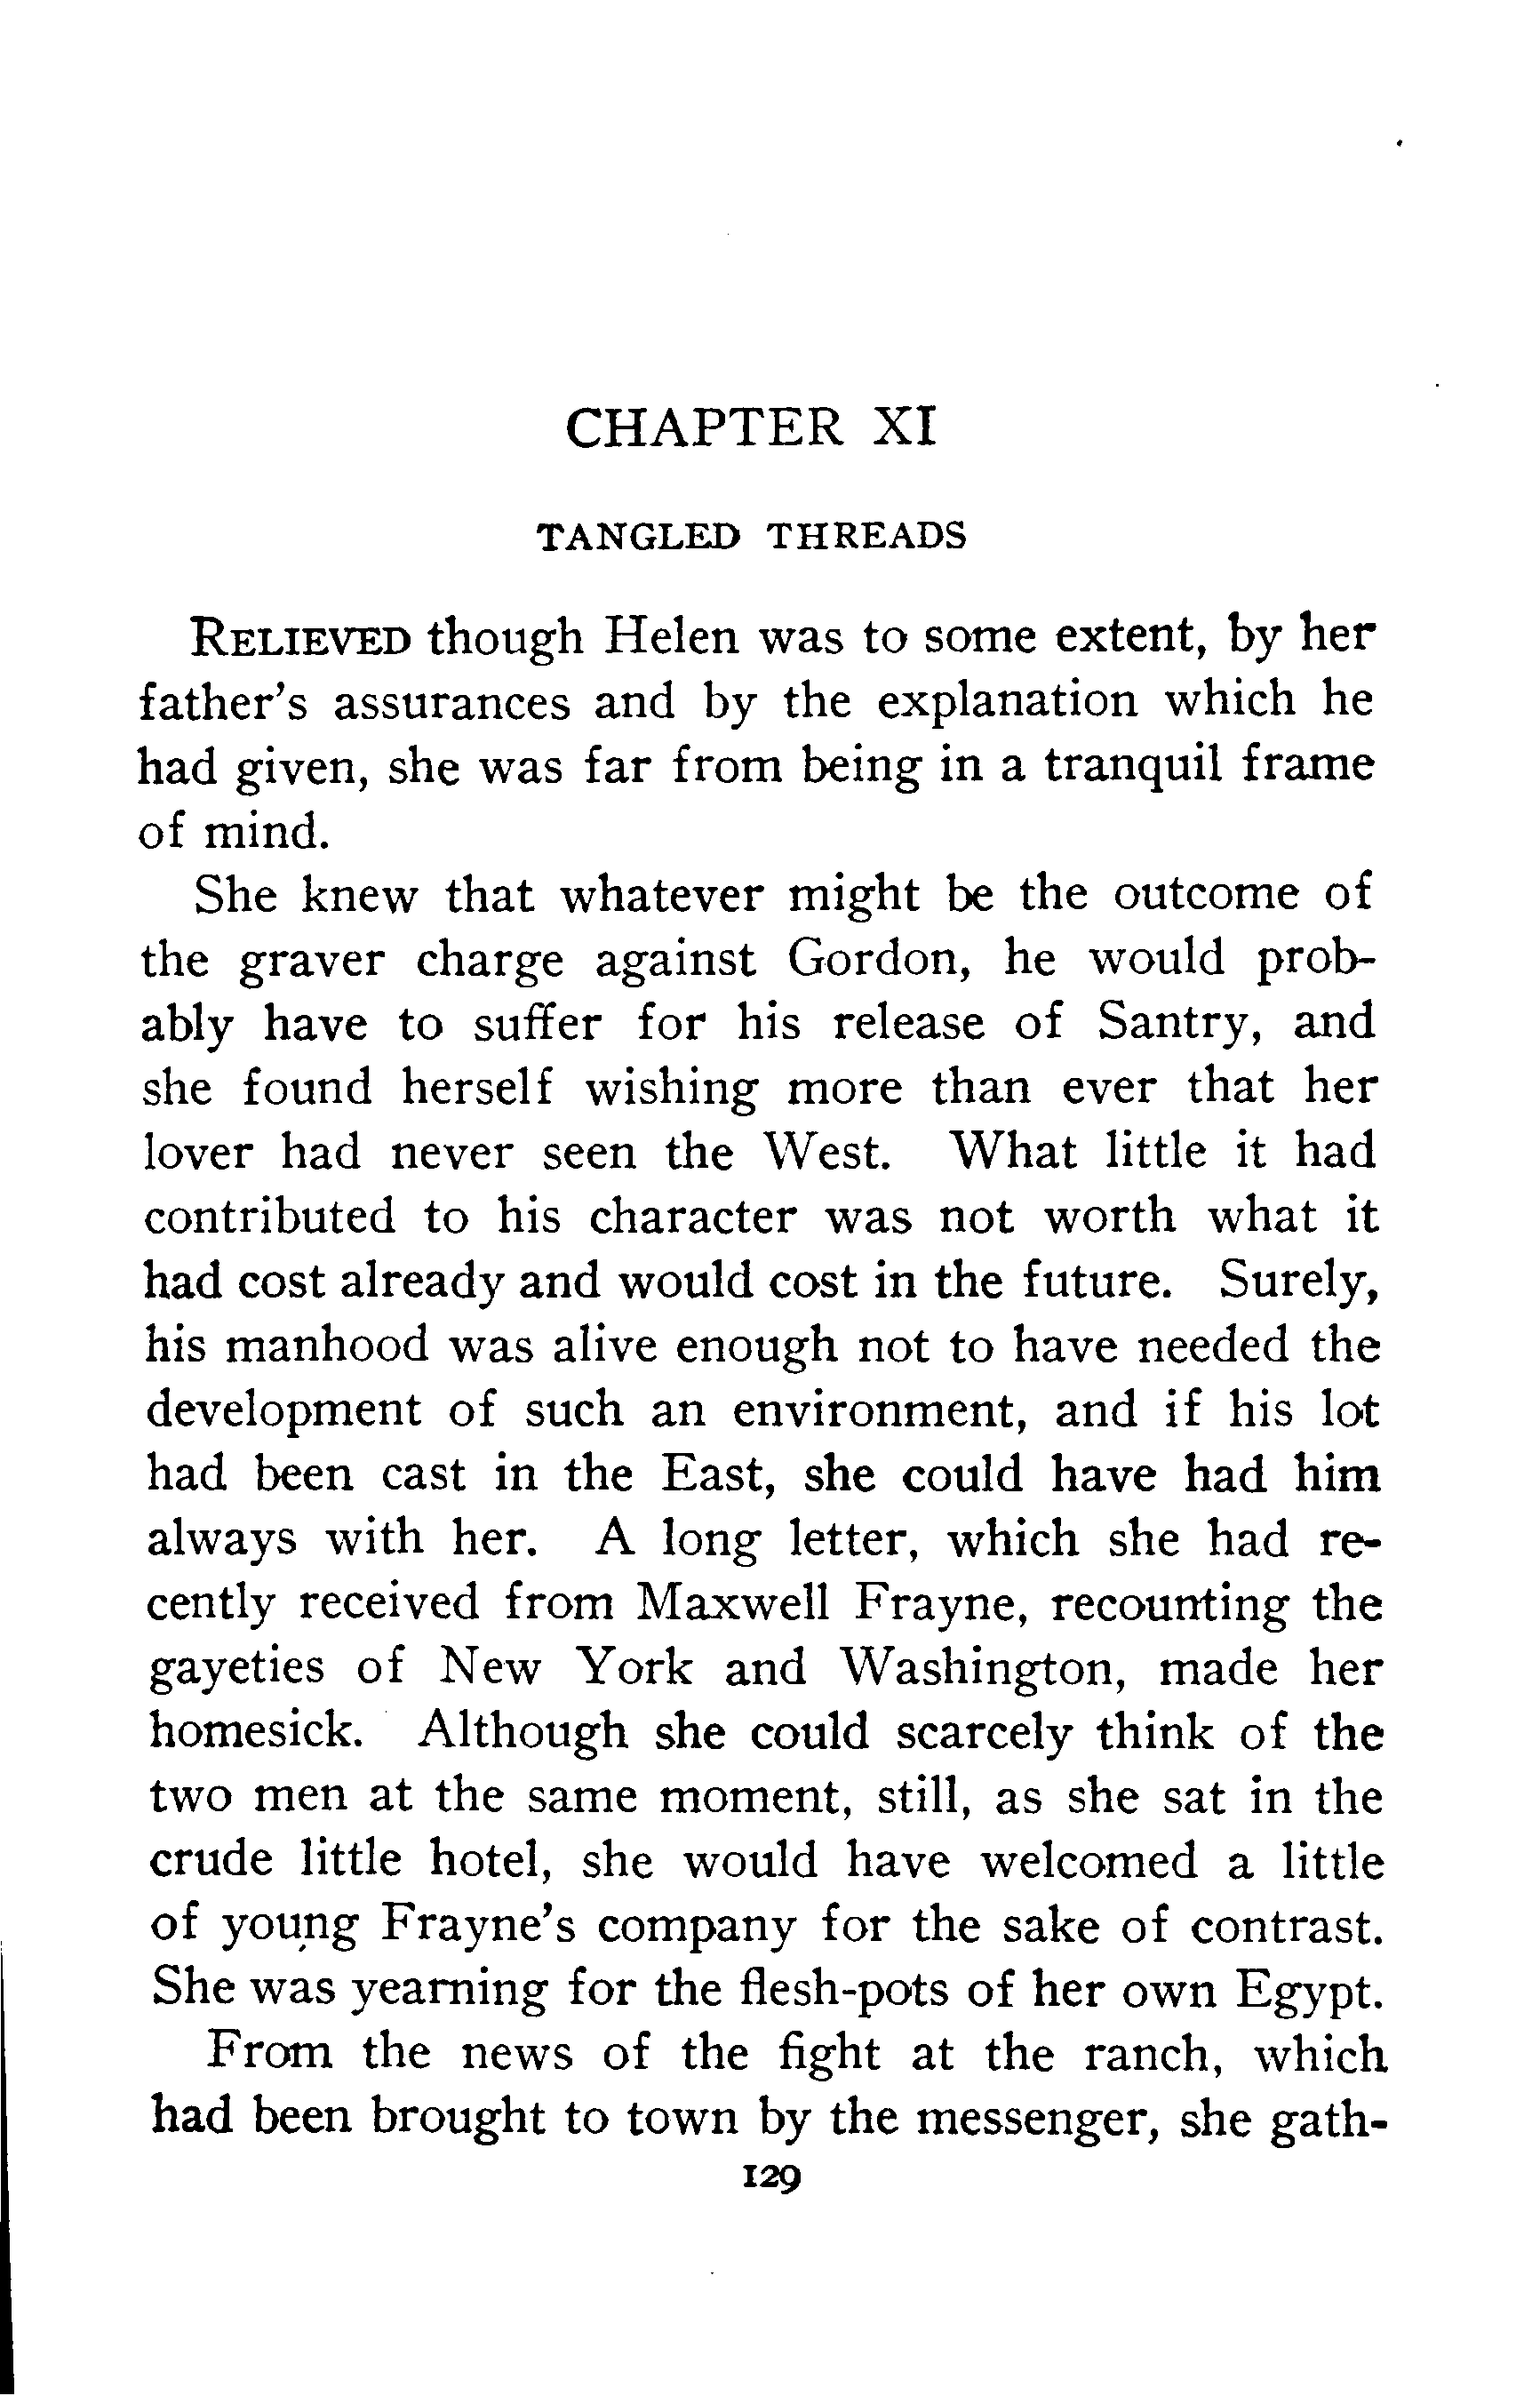 CHAPTER XI
TANGLED THREADS
RELIEVED though Helen was to some extent, by her
father's assurances and by the explanation which he
had given, she was far from being in a tranquil frame
of mind.
She knew that whatever might be the outcome of
the graver charge against Gordon, he would prob-
ably have to suffer for his release of Santry, and
she found herself wishing more than ever that her
lover had never seen the West. What little it had
contributed to his character was not worth what it
had cost already and would cost in the future. Surely,
his manhood was alive enough not to have needed the
development of such an environment, and if his lot
had been cast in the East, she could have had him
always with her. A long letter, which she had re-
cently received from Maxwell Frayne, recounting the
gayeties of New York and Washington, made her
homesick. Although she could scarcely think of the
two men at the same moment, still, as she sat in the
crude little hotel, she would have welcomed a little
of young Frayne's company for the sake of contrast.
She was yearning for the flesh-pots of her own Egypt.
From the news of the fight at the ranch, which
had been brought to town by the messenger, she gath-
129